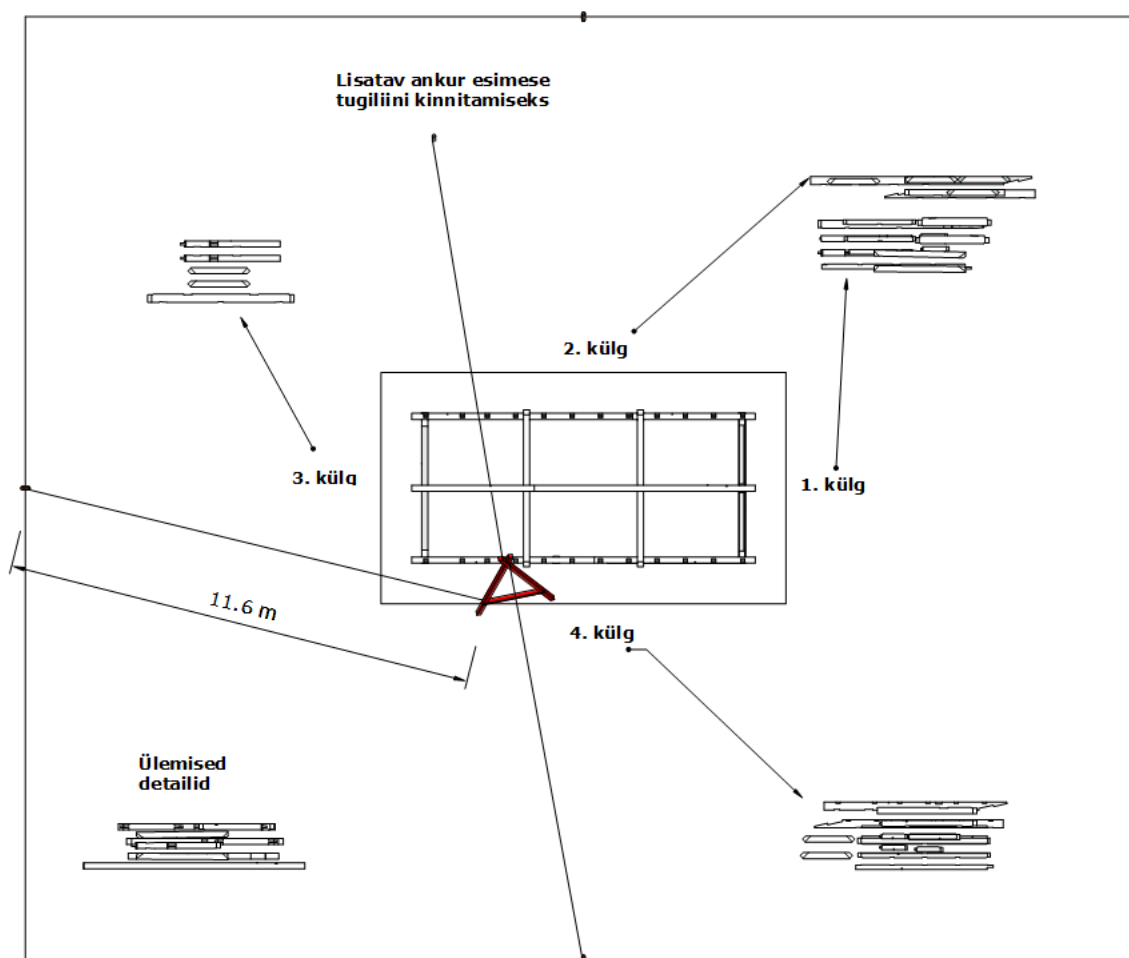 Lisatav ankur esimese
tugiliini kinnitamiseks
2. külg
3. külg
1. külg
11.6 m
4. külg
Ülemised
detailid